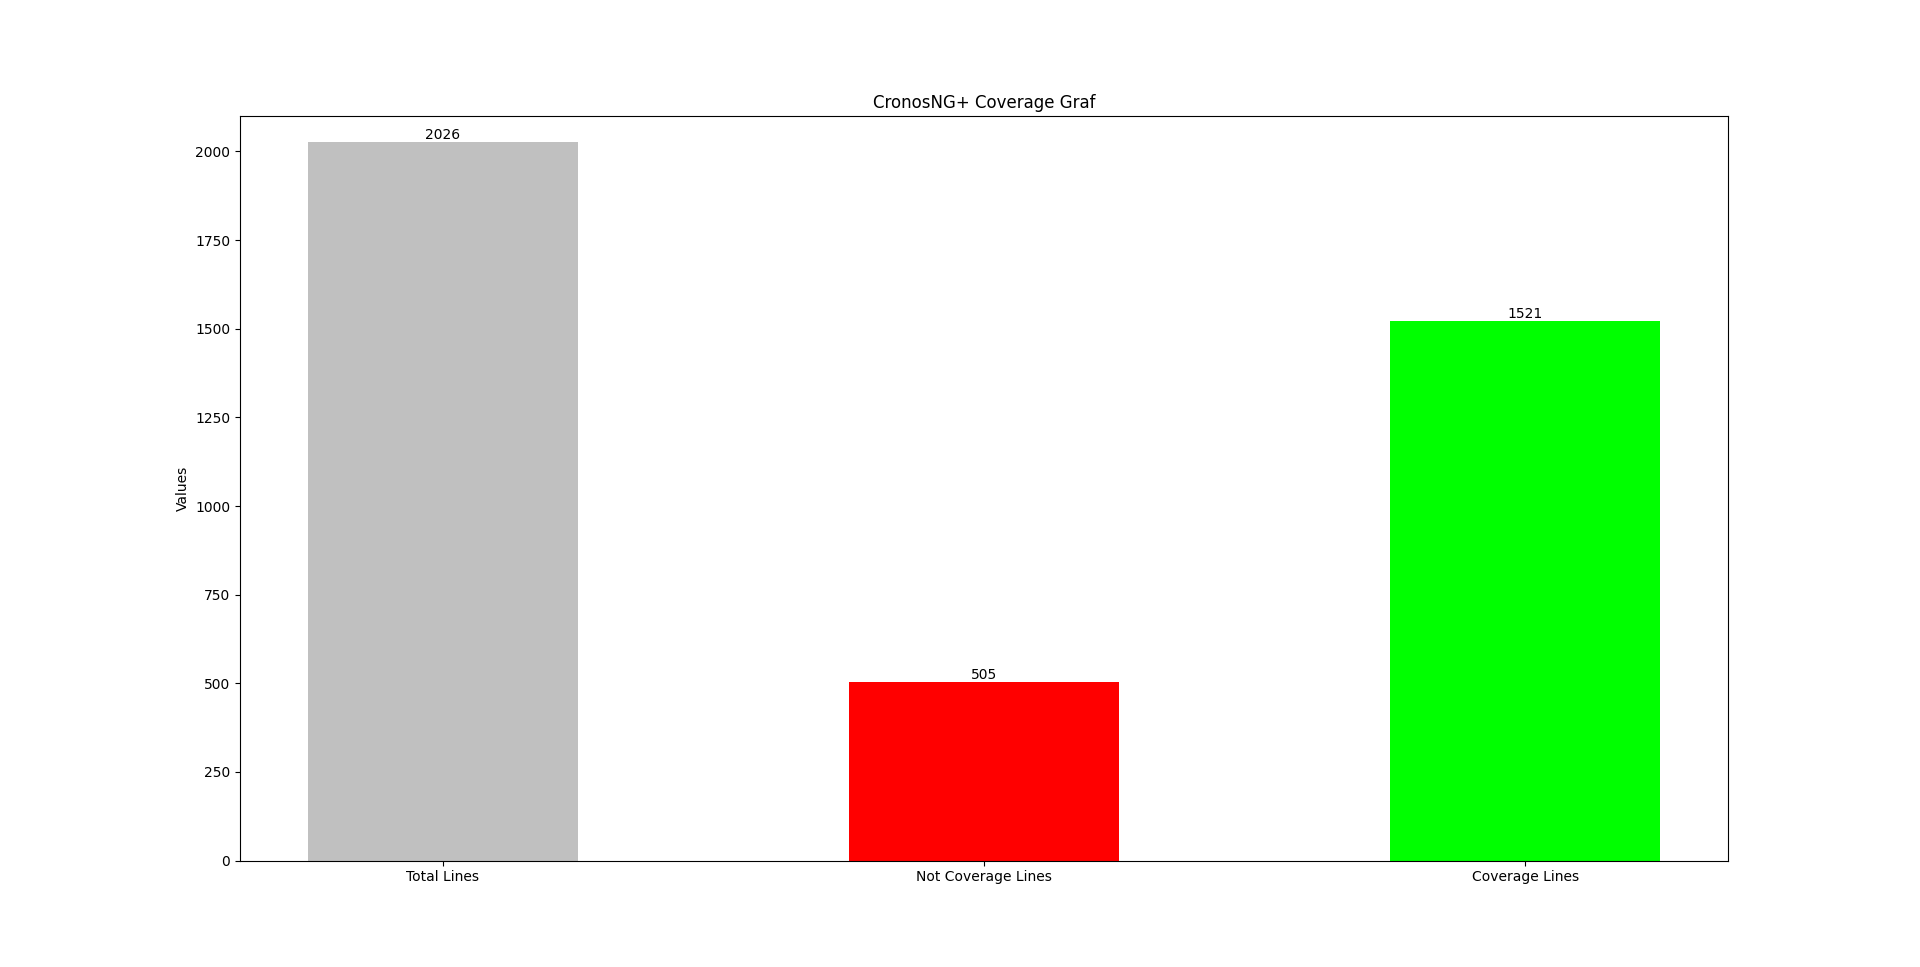 CronosNG+ Coverage Graf
2026
2000
1750
1521
1500
1250
Values
1000
750
505
500
250
0
Total Lines
Not Coverage Lines
Coverage Lines